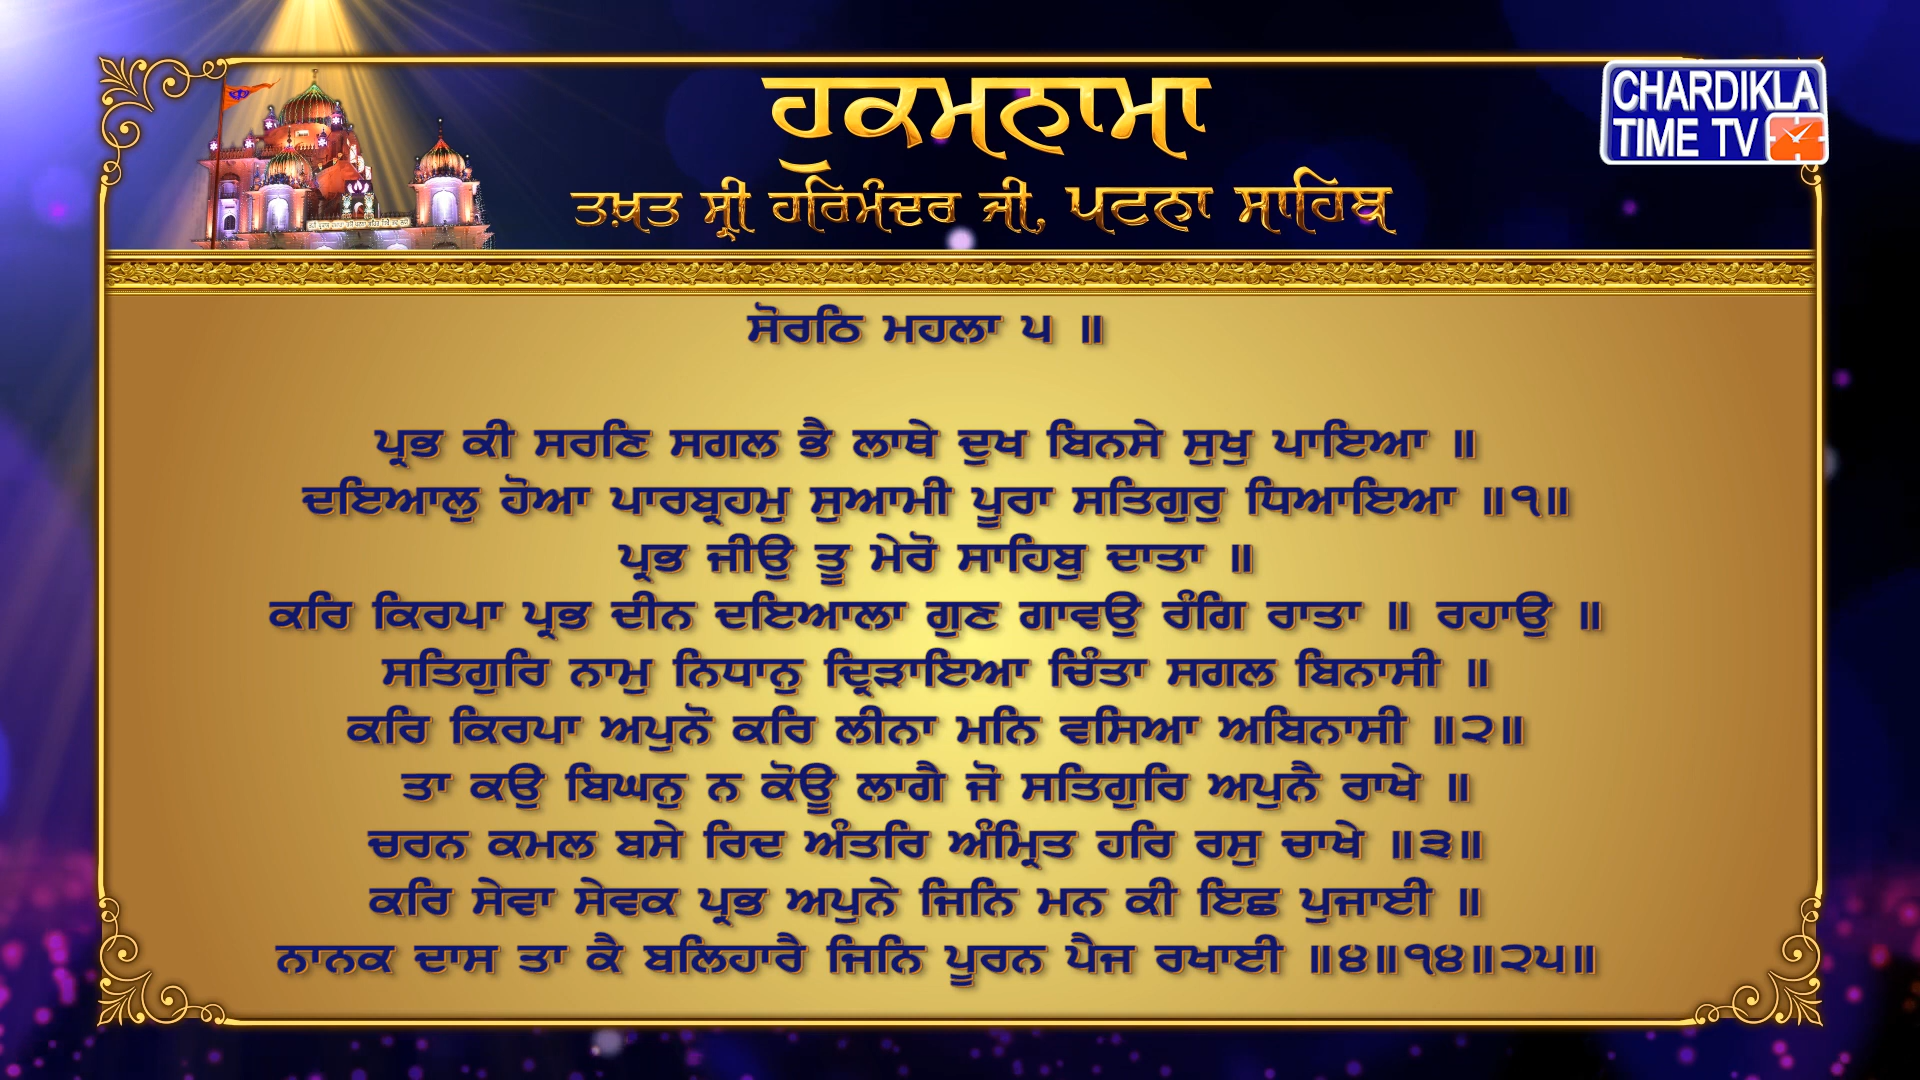 ਹੁਕਮਨਾਮਾ
ਤਖ਼ਤ ਸ੍ਰੀ ਹਰਿਮੰਦਰ ਜੀ, ਪਟਨਾ ਸਾਹਿਬ
CHARDIKLA
TIME TV
ਸੋਰਠਿ ਮਹਲਾ ੫ ॥
ਪ੍ਰਭ ਕੀ ਸਰਣਿ ਸਗਲ ਭੈ ਲਾਥੇ ਦੁਖ ਬਿਨਸੇ ਸੁਖੁ ਪਾਇਆ ॥
ਦਇਆਲੁ ਹੋਆ ਪਾਰਬ੍ਰਹਮੁ ਸੁਆਮੀ ਪੂਰਾ ਸਤਿਗੁਰੁ ਧਿਆਇਆ ॥੧॥
ਪ੍ਰਭ ਜੀਉ ਤੂ ਮੇਰੋ ਸਾਹਿਬੁ ਦਾਤਾ ॥
ਕਰਿ ਕਿਰਪਾ ਪ੍ਰਭ ਦੀਨ ਦਇਆਲਾ ਗੁਣ ਗਾਵਉ ਰੰਗਿ ਰਾਤਾ ॥ ਰਹਾਉ ॥
ਸਤਿਗੁਰਿ ਨਾਮੁ ਨਿਧਾਨੁ ਦ੍ਰਿੜਾਇਆ ਚਿੰਤਾ ਸਗਲ ਬਿਨਾਸੀ ॥
ਕਰਿ ਕਿਰਪਾ ਅਪੁਨੋ ਕਰਿ ਲੀਨਾ ਮਨਿ ਵਸਿਆ ਅਬਿਨਾਸੀ ॥੨॥
ਤਾ ਕਉ ਬਿਘਨੁ ਨ ਕੋਊ ਲਾਗੈ ਜੋ ਸਤਿਗੁਰਿ ਅਪੁਨੈ ਰਾਖੇ ॥
ਚਰਨ ਕਮਲ ਬਸੇ ਰਿਦ ਅੰਤਰਿ ਅੰਮ੍ਰਿਤ ਹਰਿ ਰਸੁ ਚਾਖੇ ॥੩॥
ਕਰਿ ਸੇਵਾ ਸੇਵਕ ਪ੍ਰਭ ਅਪੁਨੇ ਜਿਨਿ ਮਨ ਕੀ ਇਛ ਪੁਜਾਈ ॥
ਨਾਨਕ ਦਾਸ ਤਾ ਕੈ ਬਲਿਹਾਰੈ ਜਿਨਿ ਪੂਰਨ ਪੈਜ ਰਖਾਈ ॥੪॥੧੪॥੨੫॥